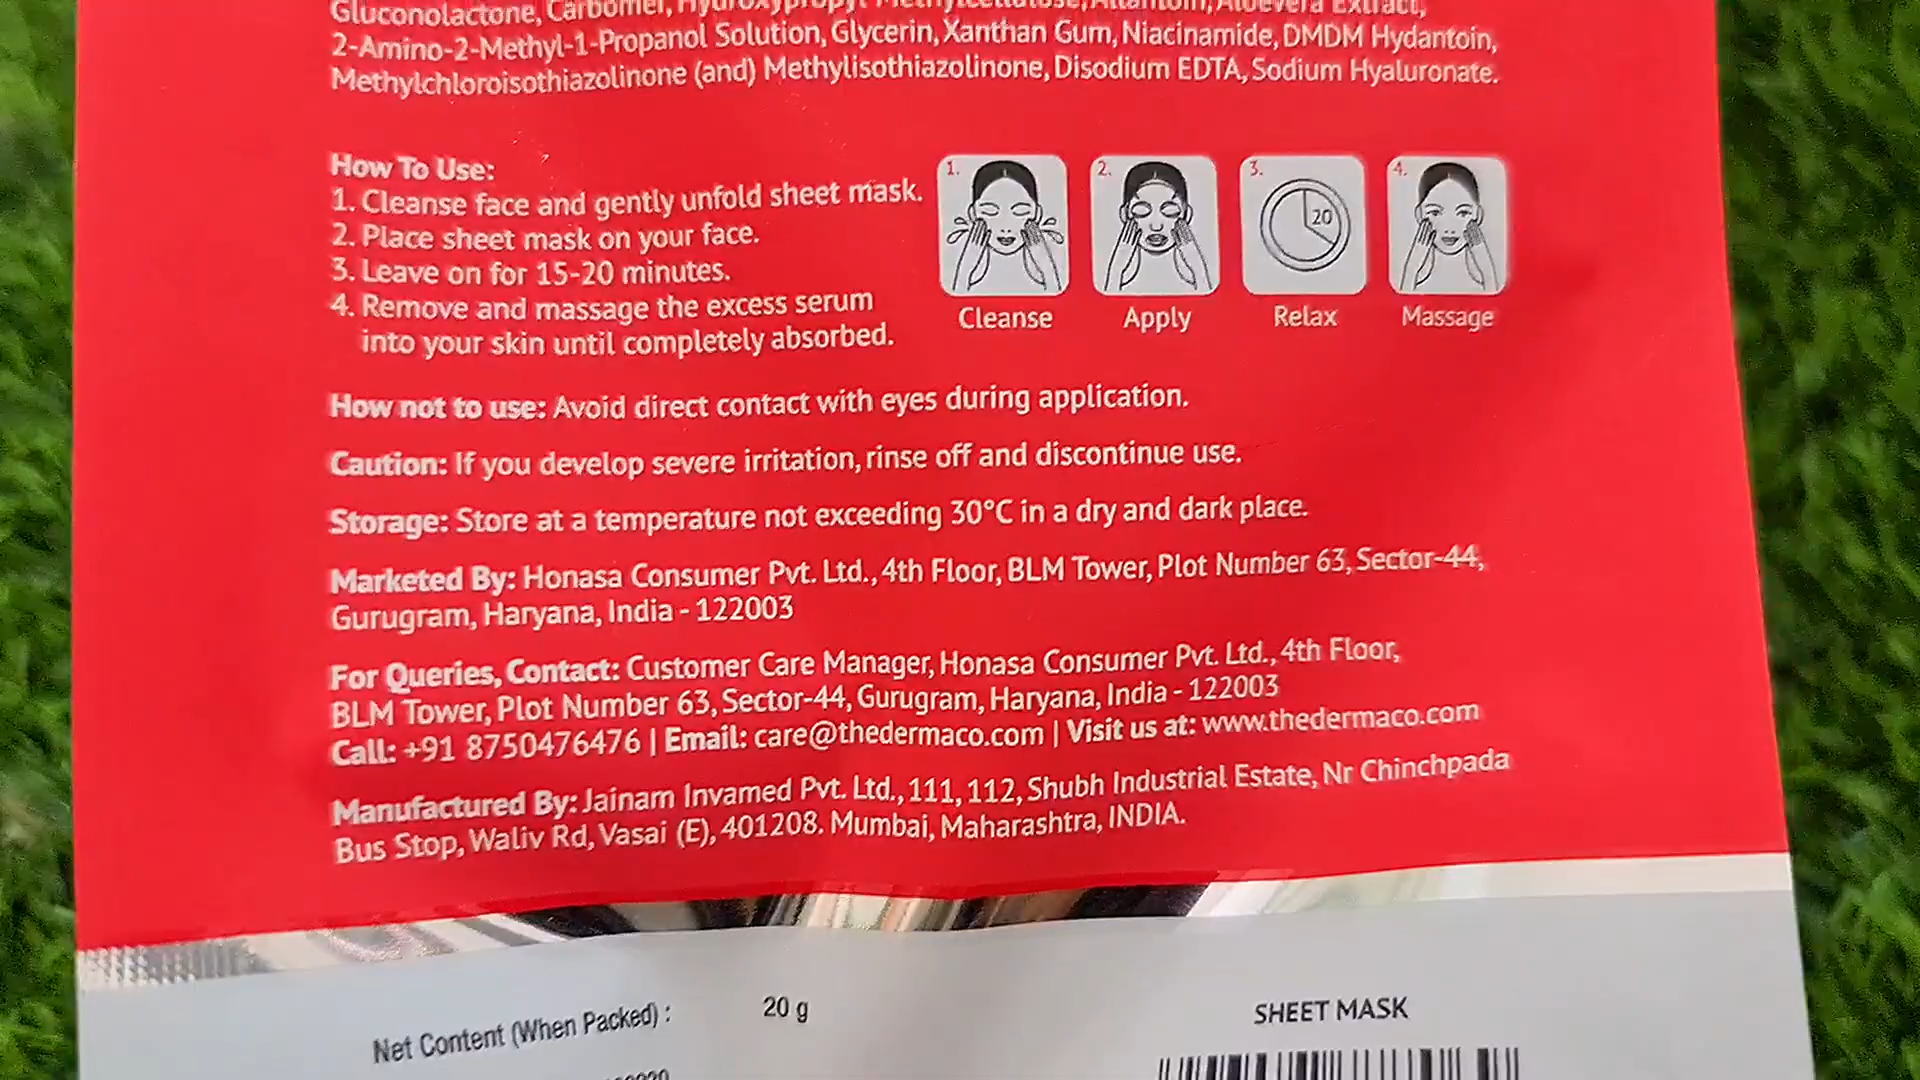 Gluconolactone, Carbomer, Hydroxypropyl Methylcellulose, Allantoin, Aloevera Extract,
2-Amino-2-Methyl-1-Propanol Solution, Glycerin, Xanthan Gum, Niacinamide, DMDM Hydantoin,
Methylchloroisothiazolinone (and) Methylisothiazolinone, Disodium EDTA, Sodium Hyaluronate.
How To Use:
1. Cleanse face and gently unfold sheet mask.
2. Place sheet mask on your face.
3. Leave on for 15-20 minutes.
4. Remove and massage the excess serum
into your skin until completely absorbed.
1. 2. 3. 4.
20
Cleanse Apply Relax Massage
How not to use: Avoid direct contact with eyes during application.
Caution: If you develop severe irritation, rinse off and discontinue use.
Storage: Store at a temperature not exceeding 30°C in a dry and dark place.
Marketed By: Honasa Consumer Pvt. Ltd., 4th Floor, BLM Tower, Plot Number 63, Sector-44,
Gurugram, Haryana, India - 122003
For Queries, Contact: Customer Care Manager, Honasa Consumer Pvt. Ltd., 4th Floor,
BLM Tower, Plot Number 63, Sector-44, Gurugram, Haryana, India - 122003
Call: +91 8750476476 | Email: care@thedermaco.com | Visit us at: www.thedermaco.com
Manufactured By: Jainam Invamed Pvt. Ltd., 111, 112, Shubh Industrial Estate, Nr Chinchpada
Bus Stop, Waliv Rd, Vasai (E), 401208. Mumbai, Maharashtra, INDIA.
Net Content (When Packed) : 20 g
SHEET MASK